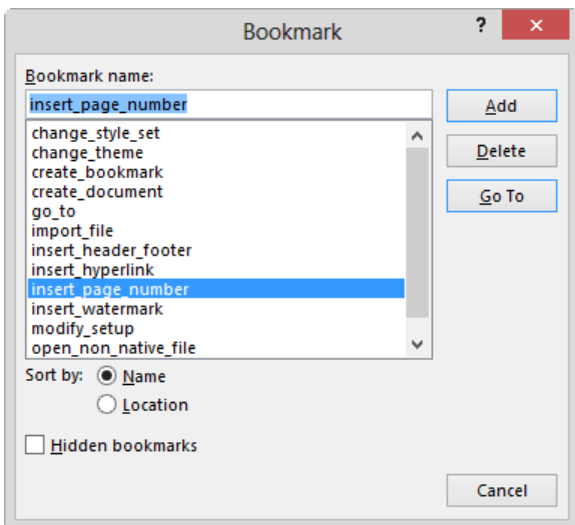 Bookmark ?
Bookmark name:
insert_page_number
Add
change_style_set
change_theme
create_bookmark
create_document
go_to
import_file
insert_header_footer
insert_hyperlink
insert_page_number
insert_watermark
modify_setup
open_non_native_file
Delete
Go To
Sort by: Name
Location
Hidden bookmarks
Cancel